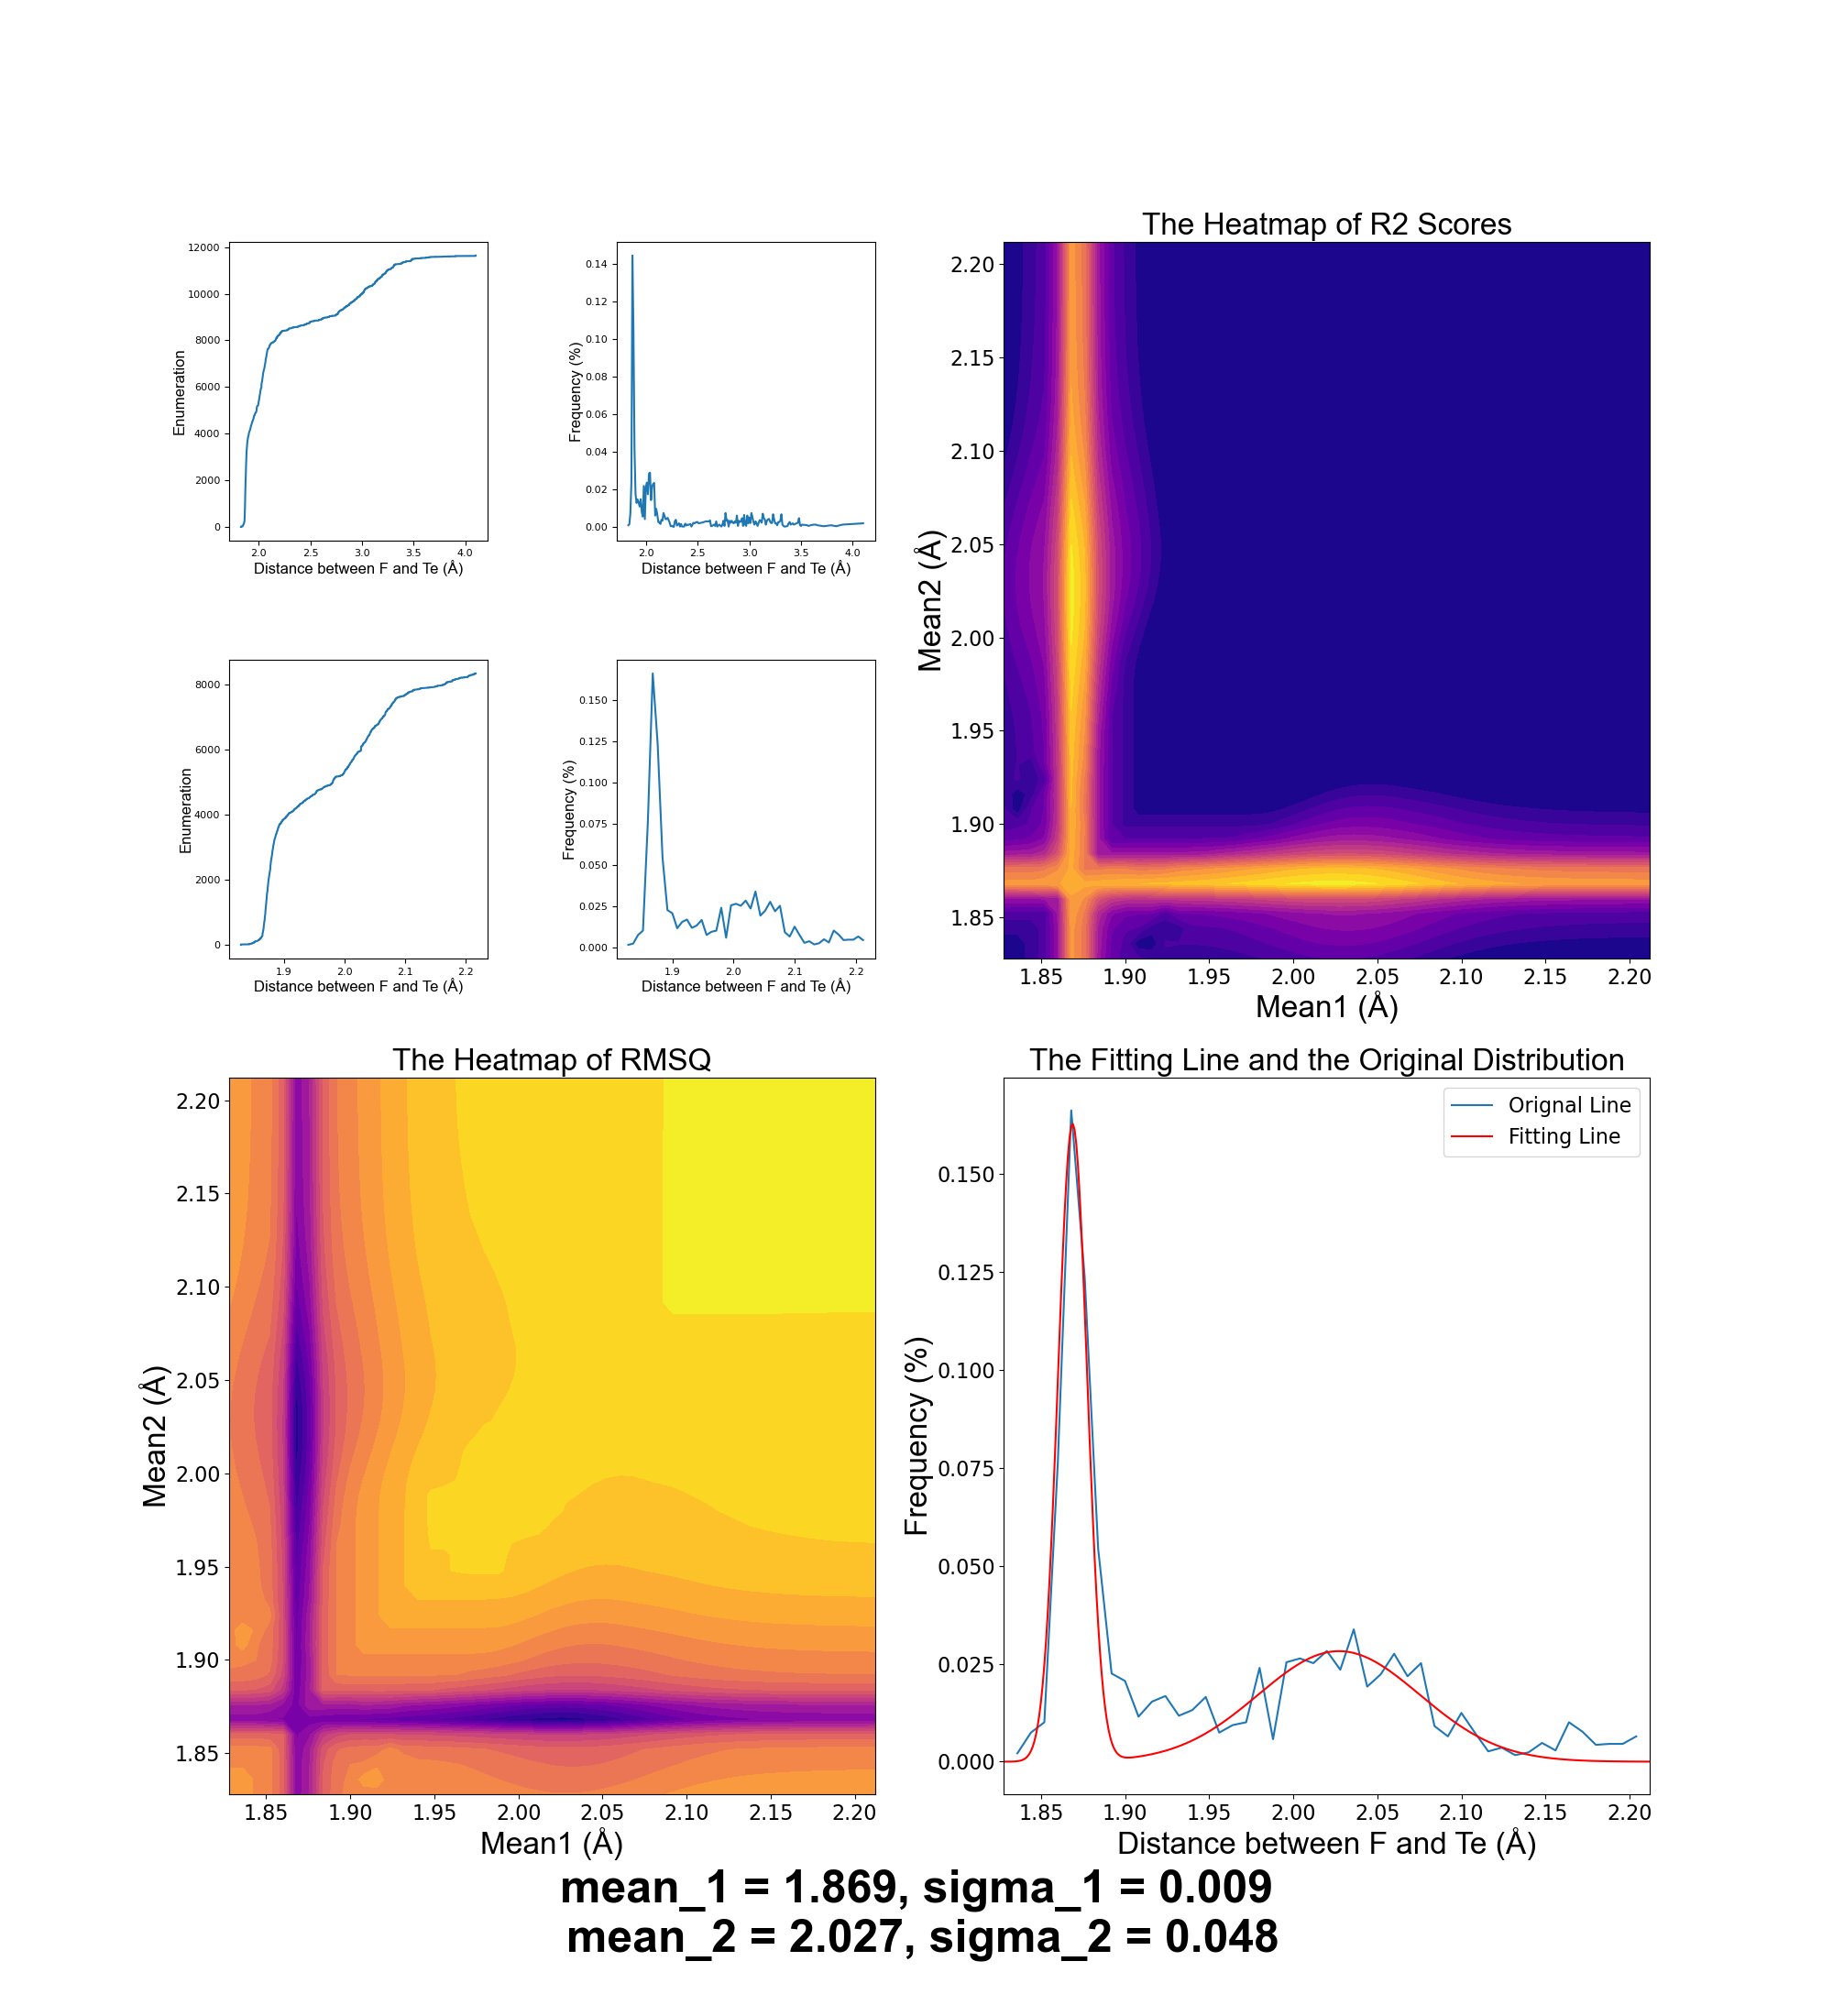 12000
10000
8000
6000
4000
2000
0
Enumeration
2.0 2.5 3.0 3.5 4.0
Distance between F and Te (Å)
0.14
0.12
0.10
0.08
0.06
0.04
0.02
0.00
Frequency (%)
2.0 2.5 3.0 3.5 4.0
Distance between F and Te (Å)
The Heatmap of R2 Scores
2.20
2.15
2.10
2.05
2.00
1.95
1.90
1.85
Mean2 (Å)
1.85 1.90 1.95 2.00 2.05 2.10 2.15 2.20
Mean1 (Å)
8000
6000
4000
2000
0
Enumeration
1.9 2.0 2.1 2.2
Distance between F and Te (Å)
0.150
0.125
0.100
0.075
0.050
0.025
0.000
Frequency (%)
1.9 2.0 2.1 2.2
Distance between F and Te (Å)
The Heatmap of RMSQ
2.20
2.15
2.10
2.05
2.00
1.95
1.90
1.85
Mean2 (Å)
1.85 1.90 1.95 2.00 2.05 2.10 2.15 2.20
Mean1 (Å)
The Fitting Line and the Original Distribution
Orignal Line
Fitting Line
0.150
0.125
0.100
0.075
0.050
0.025
0.000
Frequency (%)
1.85 1.90 1.95 2.00 2.05 2.10 2.15 2.20
Distance between F and Te (Å)
mean_1 = 1.869, sigma_1 = 0.009
mean_2 = 2.027, sigma_2 = 0.048